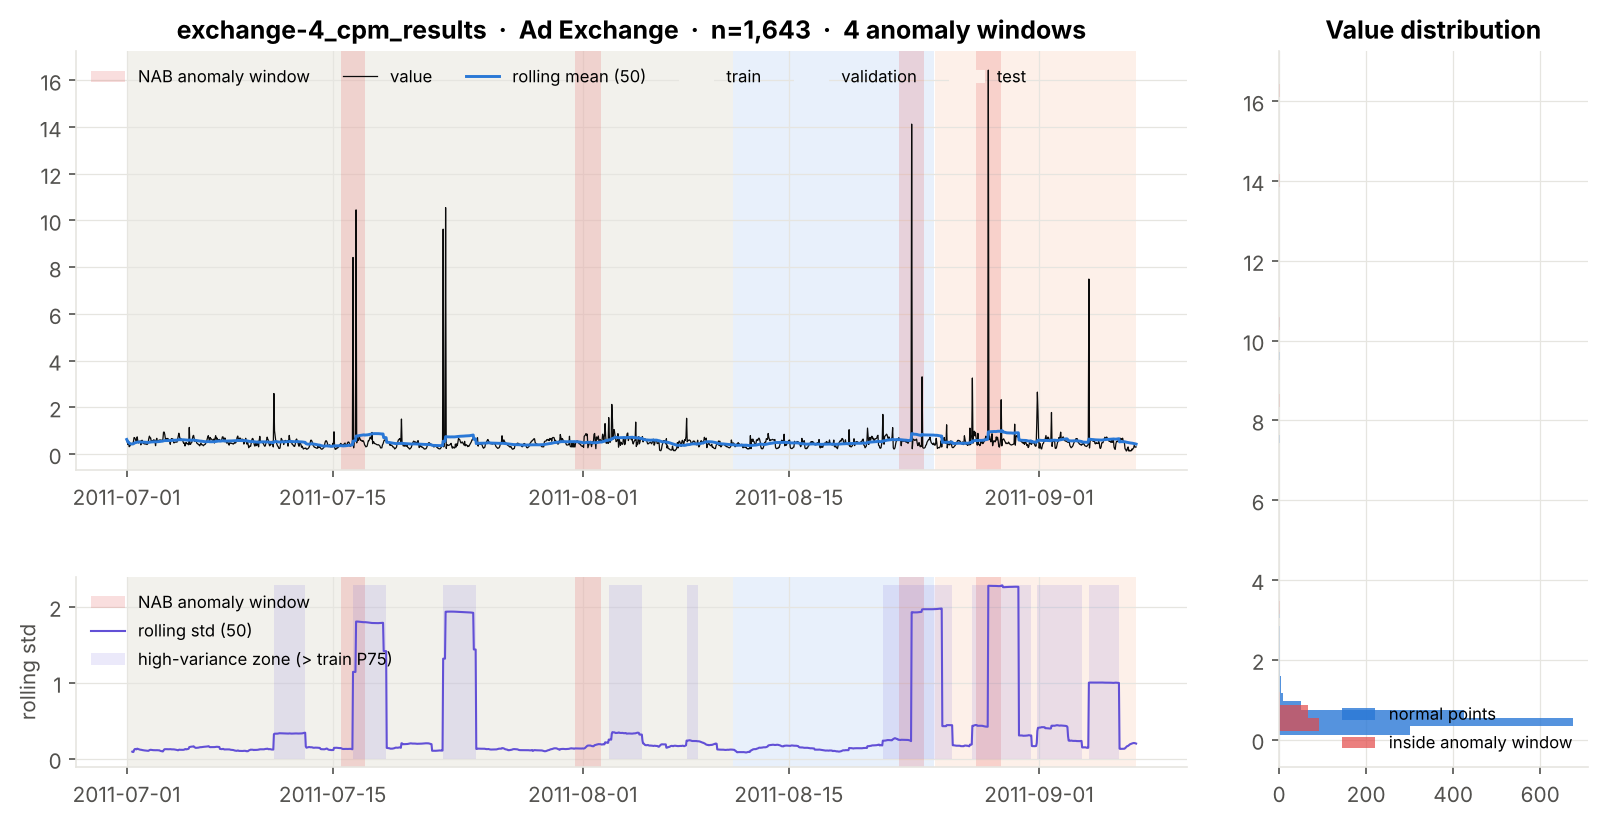 exchange-4_cpm_results · Ad Exchange · n=1,643 · 4 anomaly windows
NAB anomaly window
value
rolling mean (50)
train
validation
test
16
14
12
10
8
6
4
2
0
2011-07-01
2011-07-15
2011-08-01
2011-08-15
2011-09-01
rolling std
NAB anomaly window
rolling std (50)
high-variance zone (> train P75)
2
1
0
2011-07-01
2011-07-15
2011-08-01
2011-08-15
2011-09-01
Value distribution
16
14
12
10
8
6
4
2
0
normal points
inside anomaly window
0
200
400
600